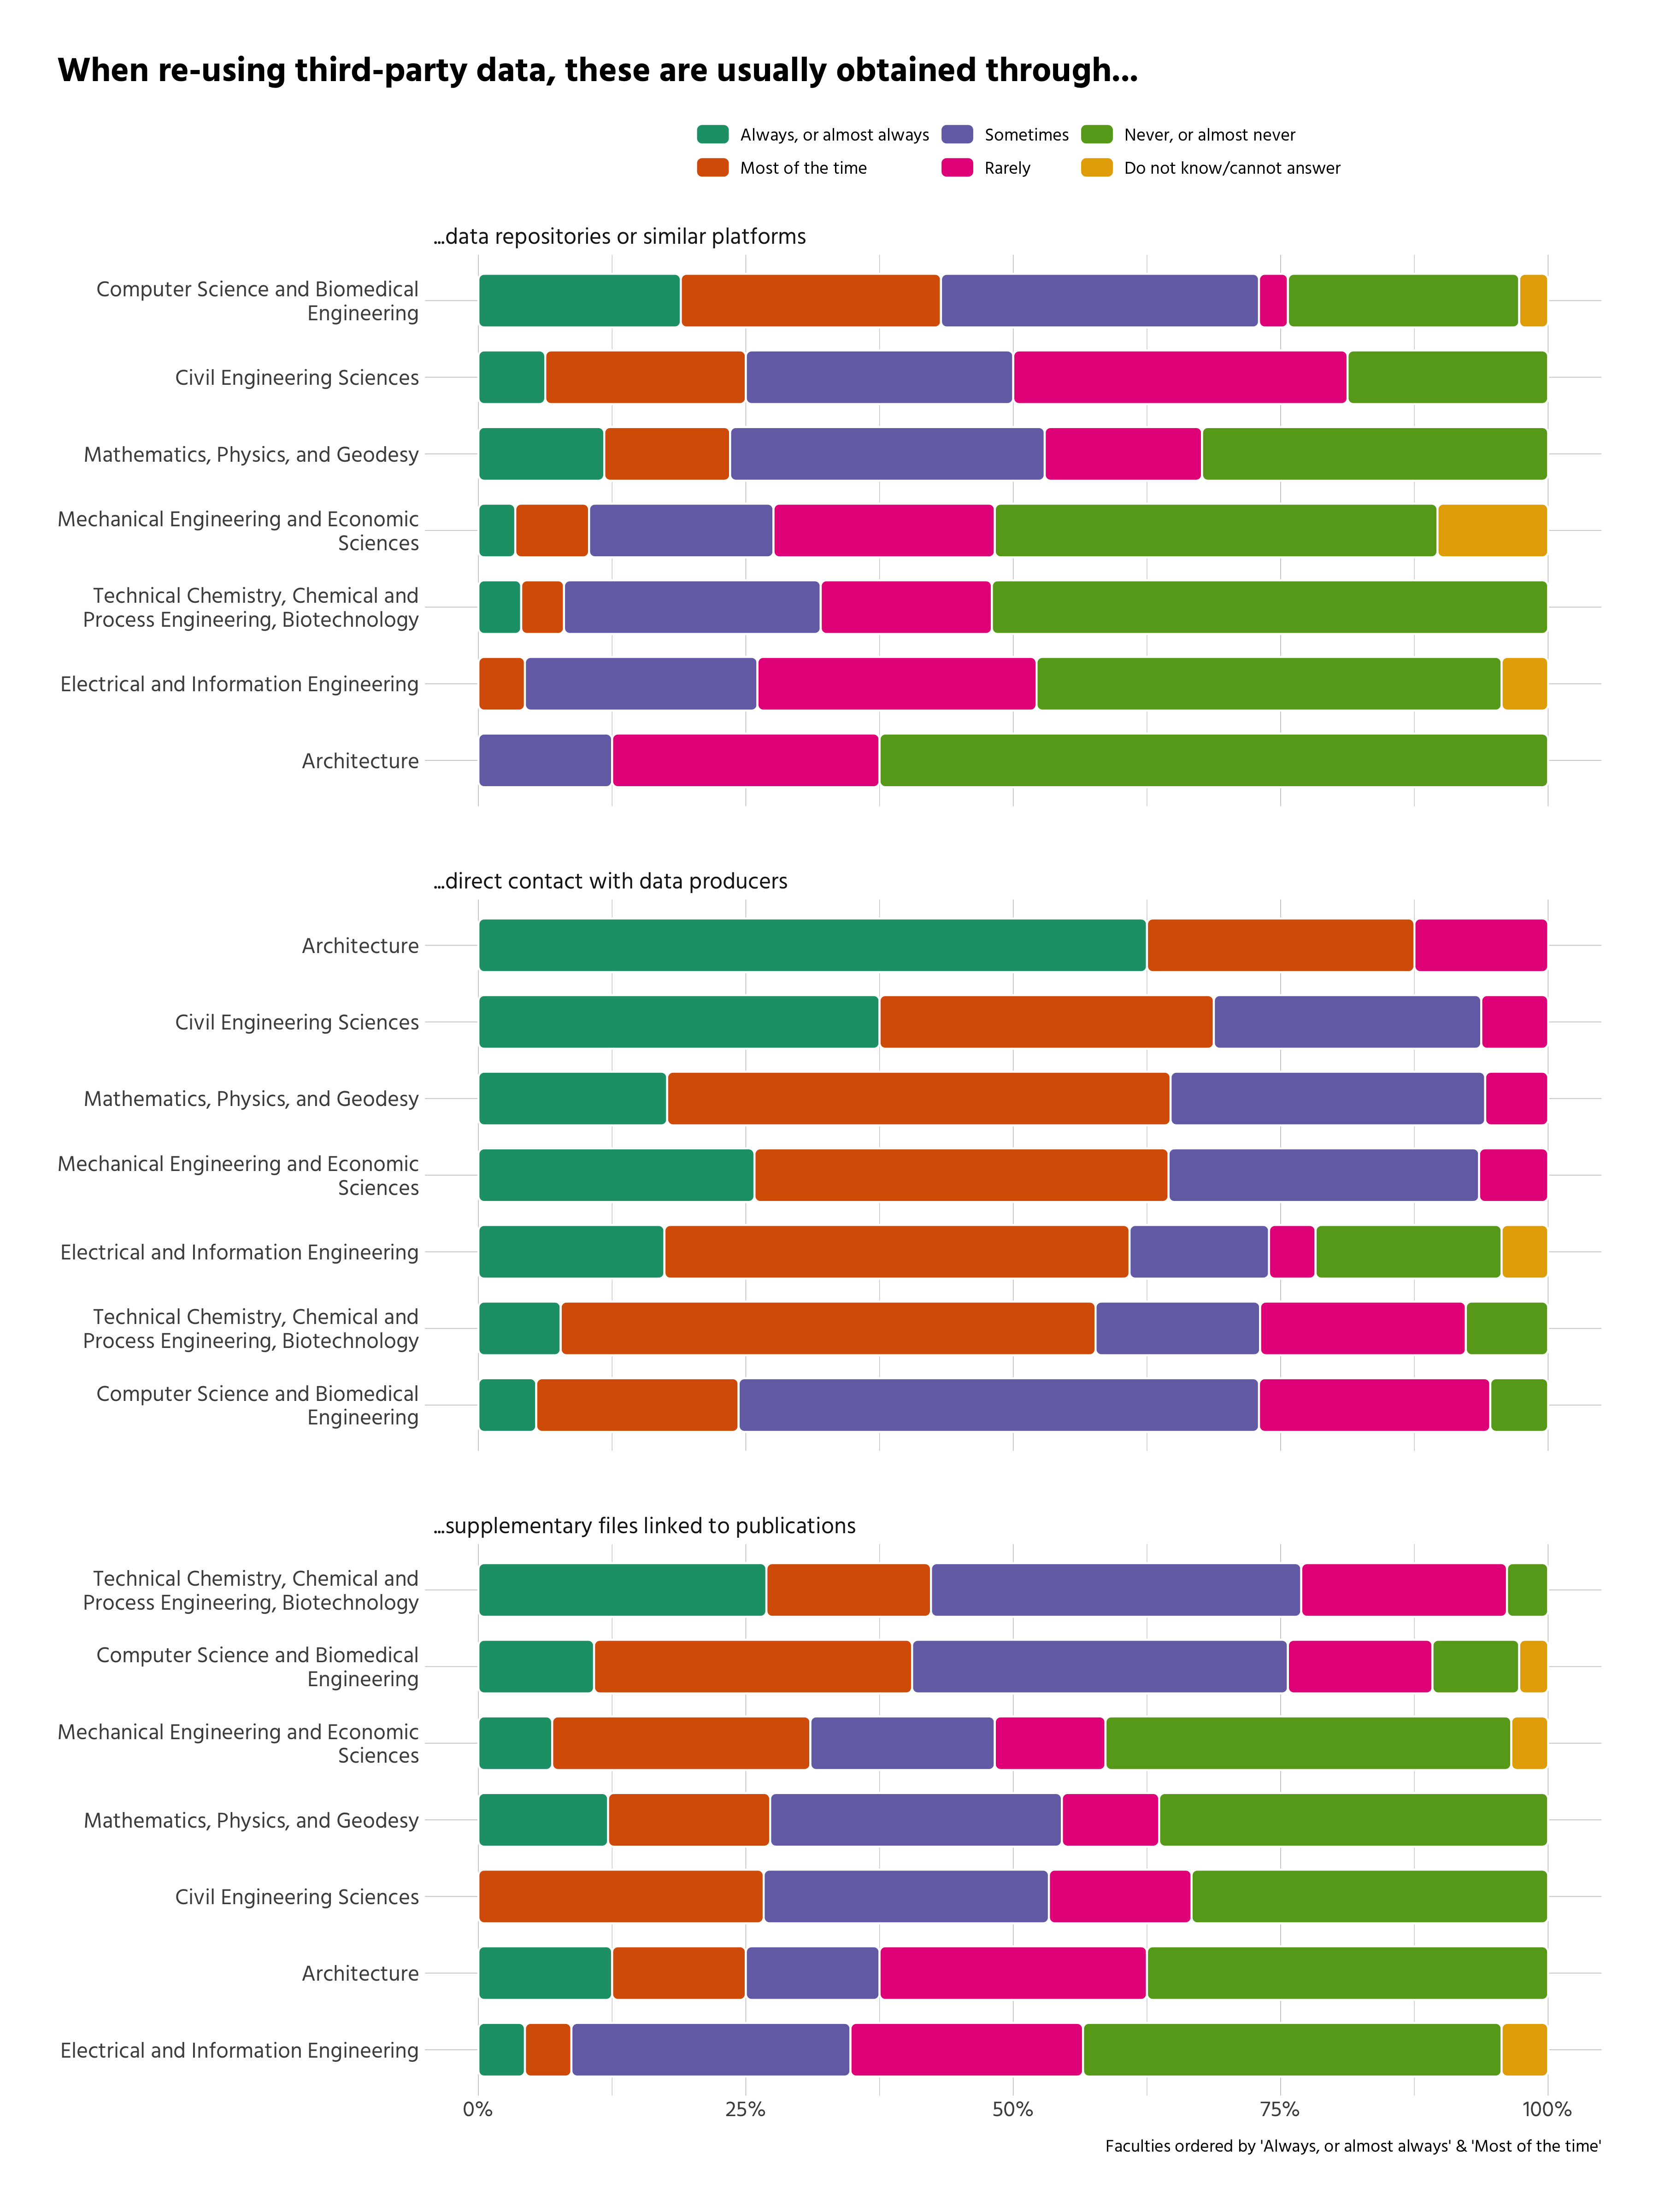 When re-using third-party data, these are usually obtained through...
Always, or almost always
Sometimes
Never, or almost never
Most of the time
Rarely
Do not know/cannot answer
...data repositories or similar platforms
Computer Science and Biomedical
Engineering
Civil Engineering Sciences
Mathematics, Physics, and Geodesy
Mechanical Engineering and Economic
Sciences
Technical Chemistry, Chemical and
Process Engineering, Biotechnology
Electrical and Information Engineering
Architecture
...direct contact with data producers
Architecture
Civil Engineering Sciences
Mathematics, Physics, and Geodesy
Mechanical Engineering and Economic
Sciences
Electrical and Information Engineering
Technical Chemistry, Chemical and
Process Engineering, Biotechnology
Computer Science and Biomedical
Engineering
...supplementary files linked to publications
Technical Chemistry, Chemical and
Process Engineering, Biotechnology
Computer Science and Biomedical
Engineering
Mechanical Engineering and Economic
Sciences
Mathematics, Physics, and Geodesy
Civil Engineering Sciences
Architecture
Electrical and Information Engineering
0% 25% 50% 75% 100%
Faculties ordered by 'Always, or almost always' & 'Most of the time'